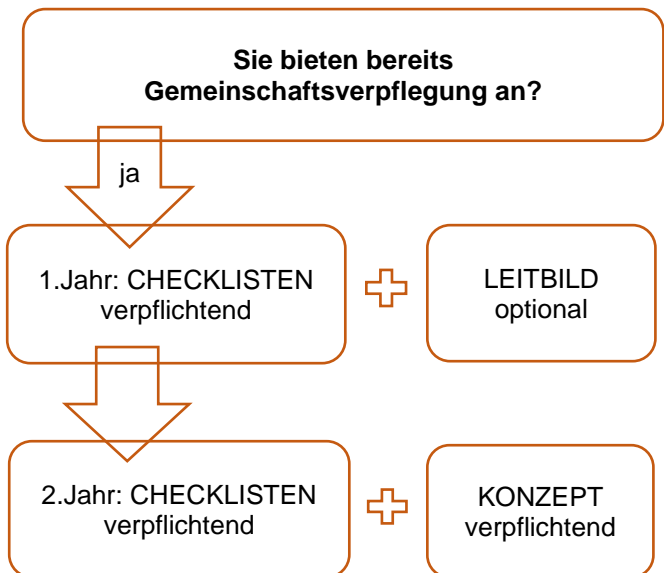 Sie bieten bereits
Gemeinschaftsverpflegung an?
ja
1.Jahr: CHECKLISTEN
verpflichtend
LEITBILD
optional
2.Jahr: CHECKLISTEN
verpflichtend
KONZEPT
verpflichtend